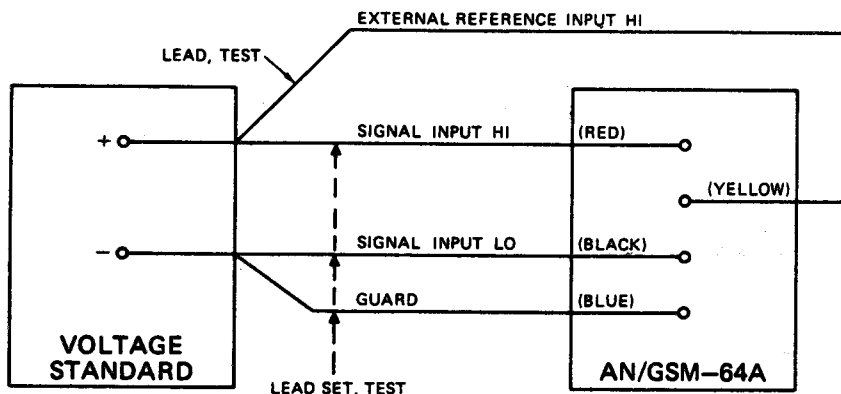 EXTERNAL REFERENCE INPUT HI
LEAD, TEST
+
SIGNAL INPUT HI
(RED)
(YELLOW)
-
SIGNAL INPUT LO
(BLACK)
GUARD
(BLUE)
VOLTAGE
STANDARD
AN/GSM-64A
LEAD SET, TEST